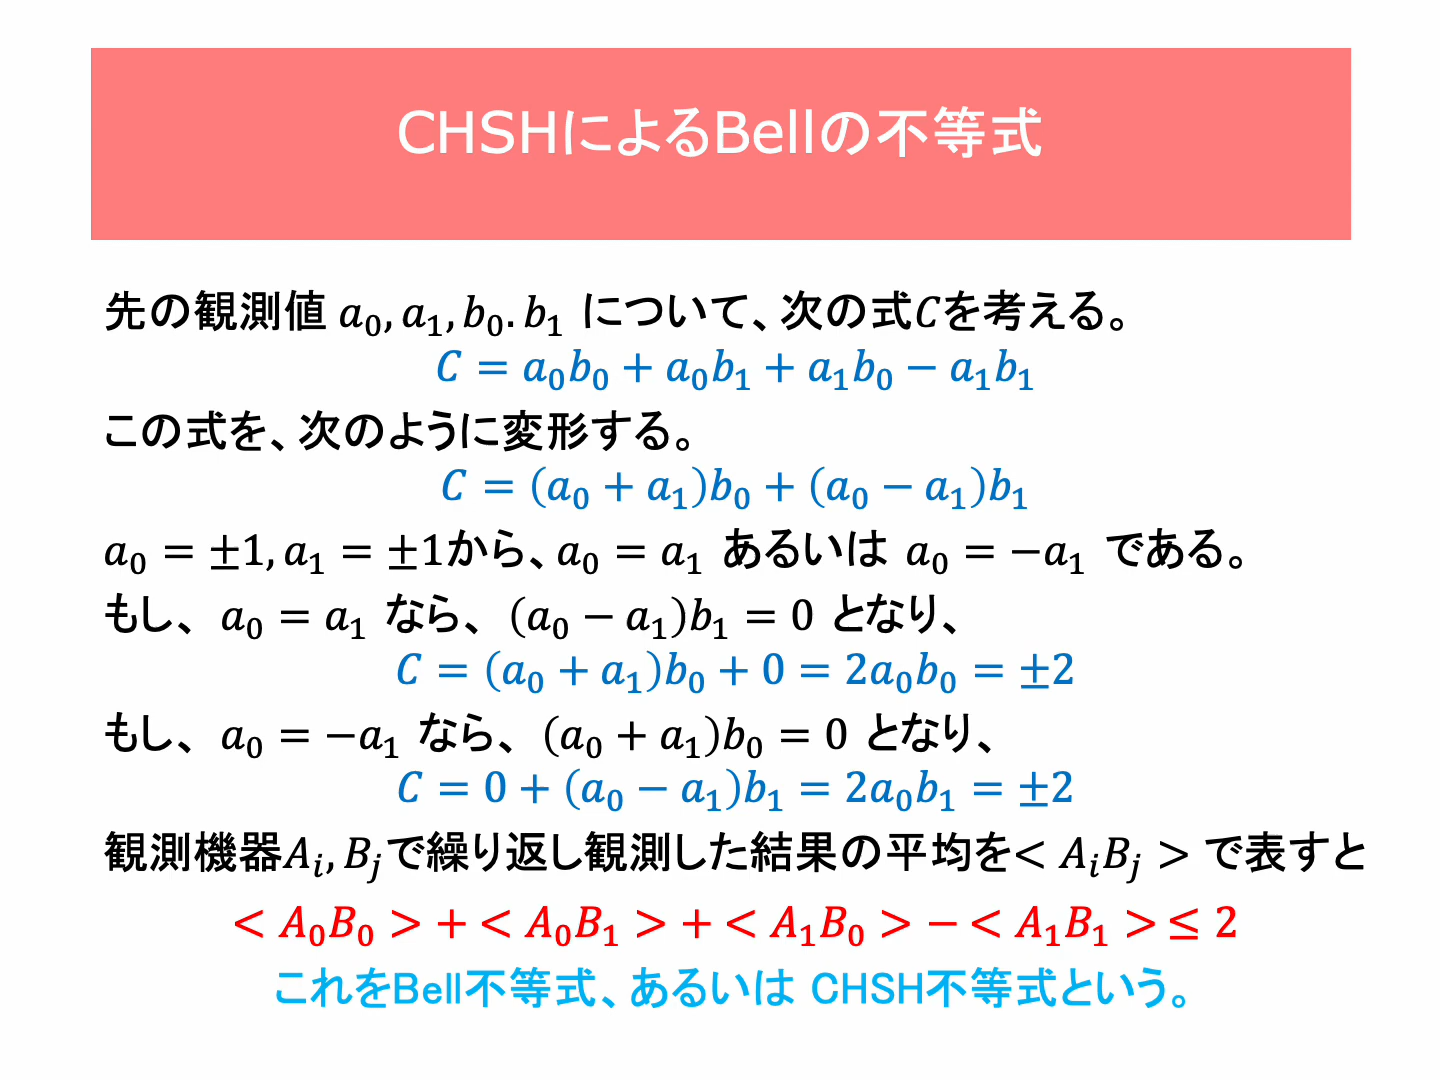 CHSHによるBellの不等式
先の観測値 a₀, a₁, b₀. b₁ について、次の式Cを考える。
C = a₀b₀ + a₀b₁ + a₁b₀ − a₁b₁
この式を、次のように変形する。
C = (a₀ + a₁)b₀ + (a₀ − a₁)b₁
a₀ = ±1, a₁ = ±1から、a₀ = a₁ あるいは a₀ = −a₁ である。
もし、 a₀ = a₁ なら、 (a₀ − a₁)b₁ = 0 となり、
C = (a₀ + a₁)b₀ + 0 = 2a₀b₀ = ±2
もし、 a₀ = −a₁ なら、 (a₀ + a₁)b₀ = 0 となり、
C = 0 + (a₀ − a₁)b₁ = 2a₀b₁ = ±2
観測機器Aᵢ, Bⱼで繰り返し観測した結果の平均を< AᵢBⱼ > で表すと
< A₀B₀ > + < A₀B₁ > + < A₁B₀ > − < A₁B₁ > ≤ 2
これをBell不等式、あるいは CHSH不等式という。